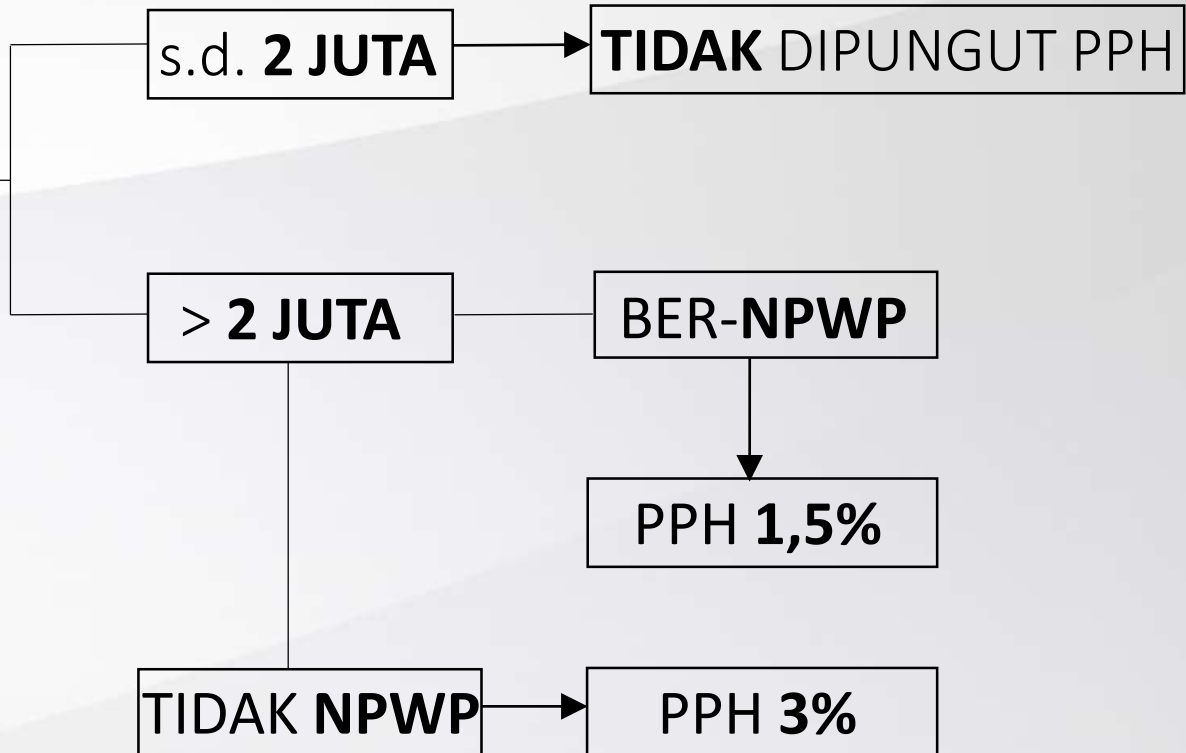 s.d. 2 JUTA
TIDAK DIPUNGUT PPH
> 2 JUTA
BER-NPWP
PPH 1,5%
TIDAK NPWP
PPH 3%